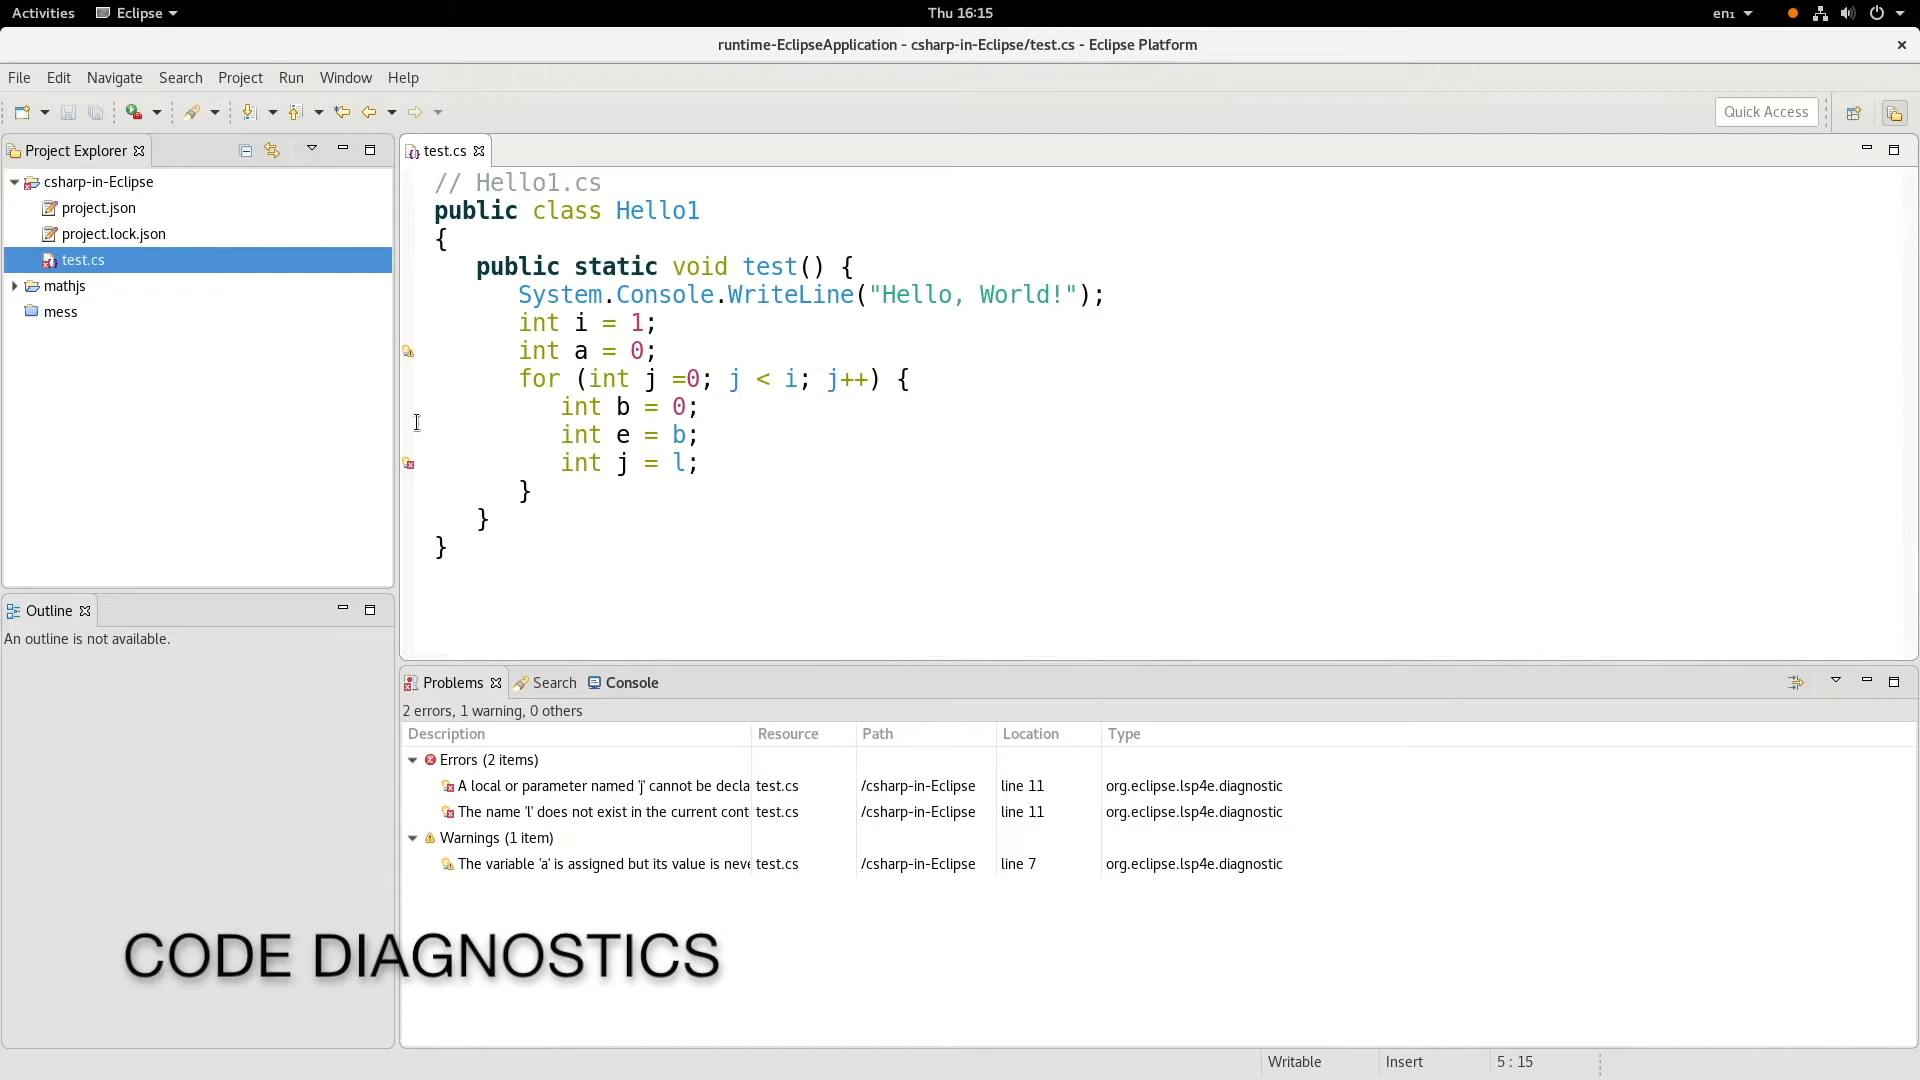 Activities Eclipse Thu 16:15 en₁
runtime-EclipseApplication - csharp-in-Eclipse/test.cs - Eclipse Platform
File Edit Navigate Search Project Run Window Help
Quick Access
Project Explorer
csharp-in-Eclipse
project.json
project.lock.json
test.cs
mathjs
mess
test.cs
// Hello1.cs
public class Hello1
{
   public static void test() {
      System.Console.WriteLine("Hello, World!");
      int i = 1;
      int a = 0;
      for (int j =0; j < i; j++) {
         int b = 0;
         int e = b;
         int j = l;
      }
   }
}
Outline
An outline is not available.
Problems Search Console
2 errors, 1 warning, 0 others
Description Resource Path Location Type
Errors (2 items)
A local or parameter named 'j' cannot be decla test.cs /csharp-in-Eclipse line 11 org.eclipse.lsp4e.diagnostic
The name 'l' does not exist in the current cont test.cs /csharp-in-Eclipse line 11 org.eclipse.lsp4e.diagnostic
Warnings (1 item)
The variable 'a' is assigned but its value is neve test.cs /csharp-in-Eclipse line 7 org.eclipse.lsp4e.diagnostic
CODE DIAGNOSTICS
Writable Insert 5 : 15